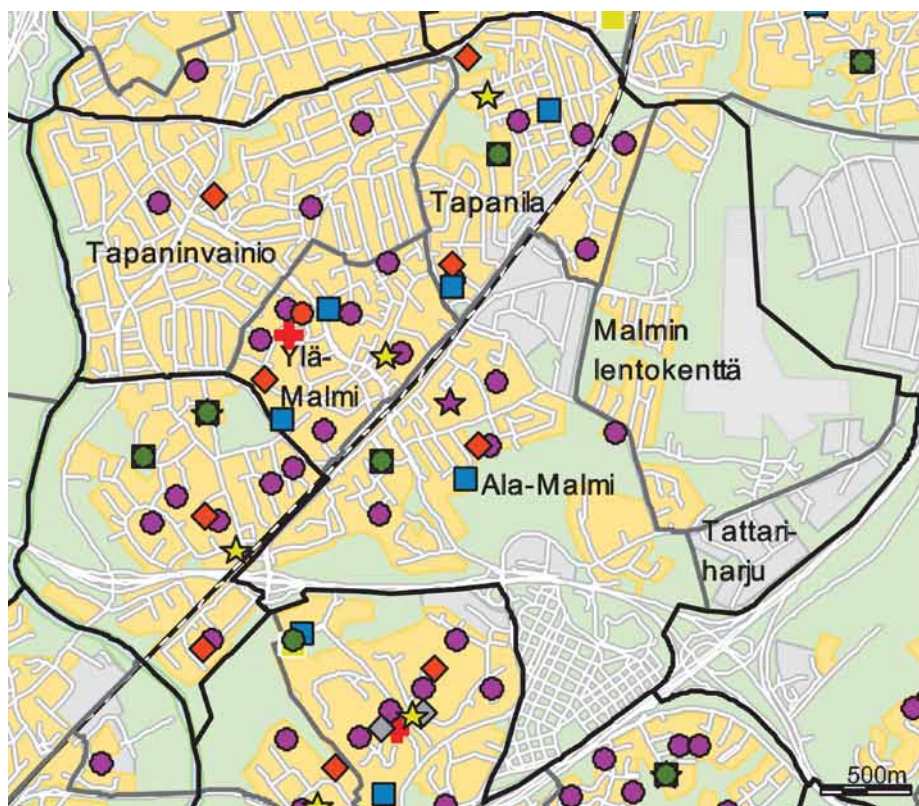 Tapanila
Tapaninvainio
Malmin
lentokenttä
Ylä-
Malmi
Ala-Malmi
Tattari-
harju
500m